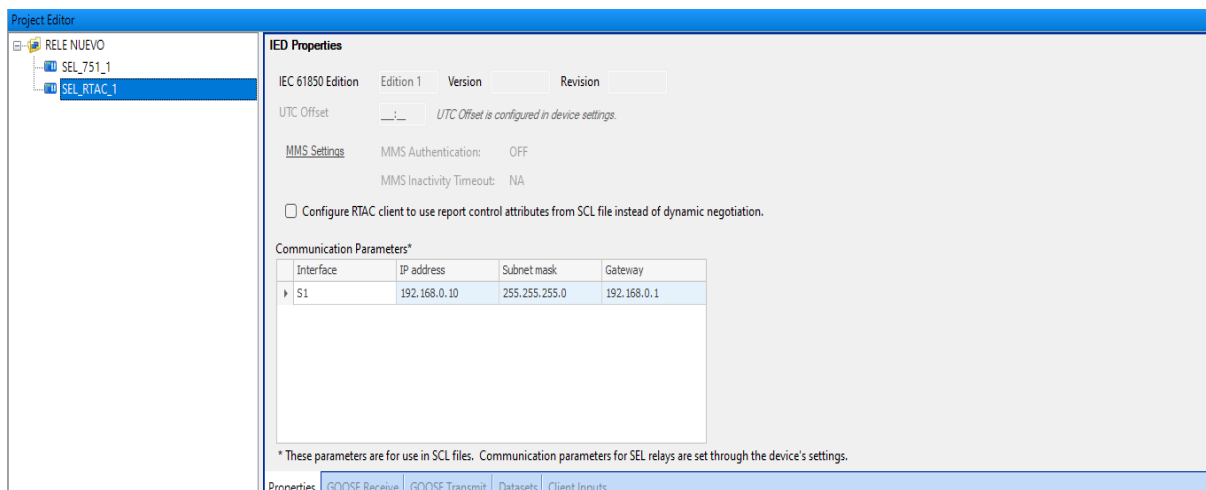 Project Editor
RELE NUEVO
SEL_751_1
SEL_RTAC_1
IED Properties
IEC 61850 Edition Edition 1 Version Revision
UTC Offset __:__ UTC Offset is configured in device settings.
MMS Settings MMS Authentication: OFF
MMS Inactivity Timeout: NA
Configure RTAC client to use report control attributes from SCL file instead of dynamic negotiation.
Communication Parameters*
Interface IP address Subnet mask Gateway
S1 192.168.0.10 255.255.255.0 192.168.0.1
* These parameters are for use in SCL files. Communication parameters for SEL relays are set through the device's settings.
Properties GOOSE Receive GOOSE Transmit Datasets Client Inputs